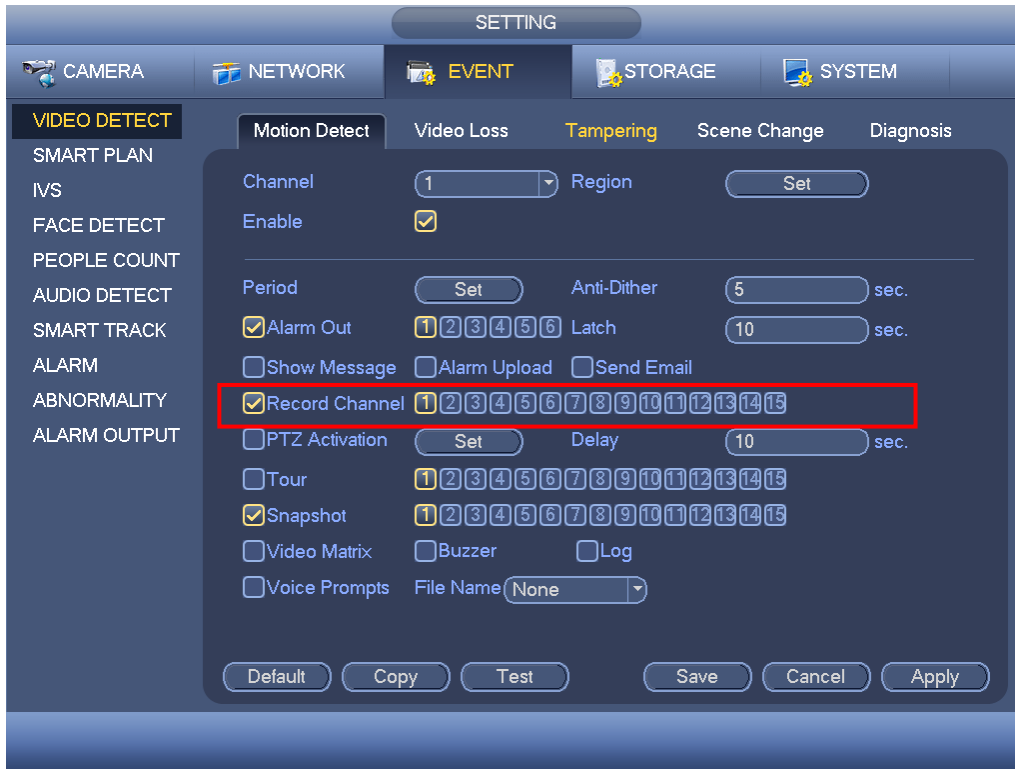 SETTING
CAMERA NETWORK EVENT STORAGE SYSTEM
VIDEO DETECT
SMART PLAN
IVS
FACE DETECT
PEOPLE COUNT
AUDIO DETECT
SMART TRACK
ALARM
ABNORMALITY
ALARM OUTPUT
Motion Detect Video Loss Tampering Scene Change Diagnosis
Channel 1 Region Set
Enable
Period Set Anti-Dither 5 sec.
Alarm Out 1 2 3 4 5 6 Latch 10 sec.
Show Message Alarm Upload Send Email
Record Channel 1 2 3 4 5 6 7 8 9 10 11 12 13 14 15
PTZ Activation Set Delay 10 sec.
Tour 1 2 3 4 5 6 7 8 9 10 11 12 13 14 15
Snapshot 1 2 3 4 5 6 7 8 9 10 11 12 13 14 15
Video Matrix Buzzer Log
Voice Prompts File Name None
Default Copy Test Save Cancel Apply